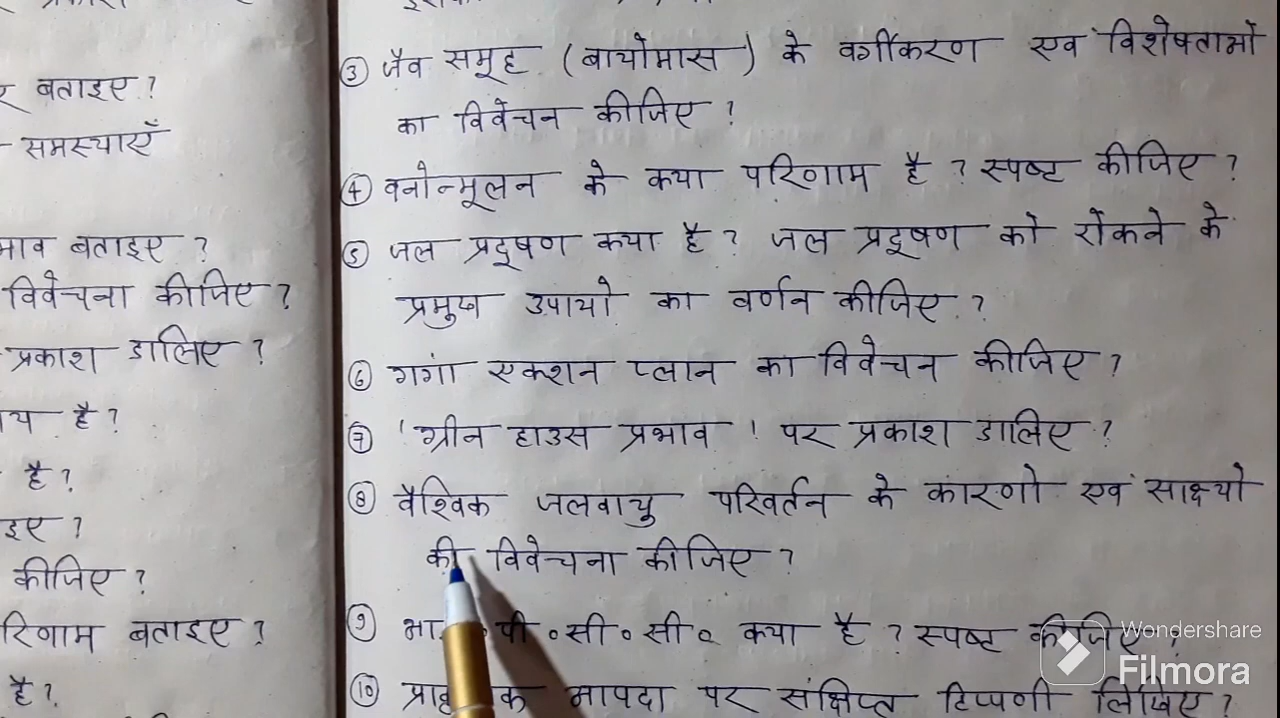 बताइए ?
समस्याएँ
बताइए ?
विवेचना कीजिए ?
प्रकाश डालिए ?
है ?
है ?
कीजिए ?
बताइए ?
है ?
③ जैव समूह (बायोमास) के वर्गीकरण एवं विशेषताओं
का विवेचन कीजिए ?
④ वनोन्मूलन के क्या परिणाम है ? स्पष्ट कीजिए ?
⑤ जल प्रदूषण क्या है ? जल प्रदूषण को रोकने के
प्रमुख उपायो का वर्णन कीजिए ?
⑥ गगां एक्शन प्लान का विवेचन कीजिए ?
⑦ 'ग्रीन हाउस प्रभाव' पर प्रकाश डालिए ?
⑧ वैश्विक जलवायु परिवर्तन के कारणो एवं साक्ष्यो
की विवेचना कीजिए ?
⑨ पी॰सी॰सी॰ क्या है ? स्पष्ट कीजिए ?
⑩ आपदा पर संक्षिप्त टिप्पणी लिखिए ?
Wondershare
Filmora